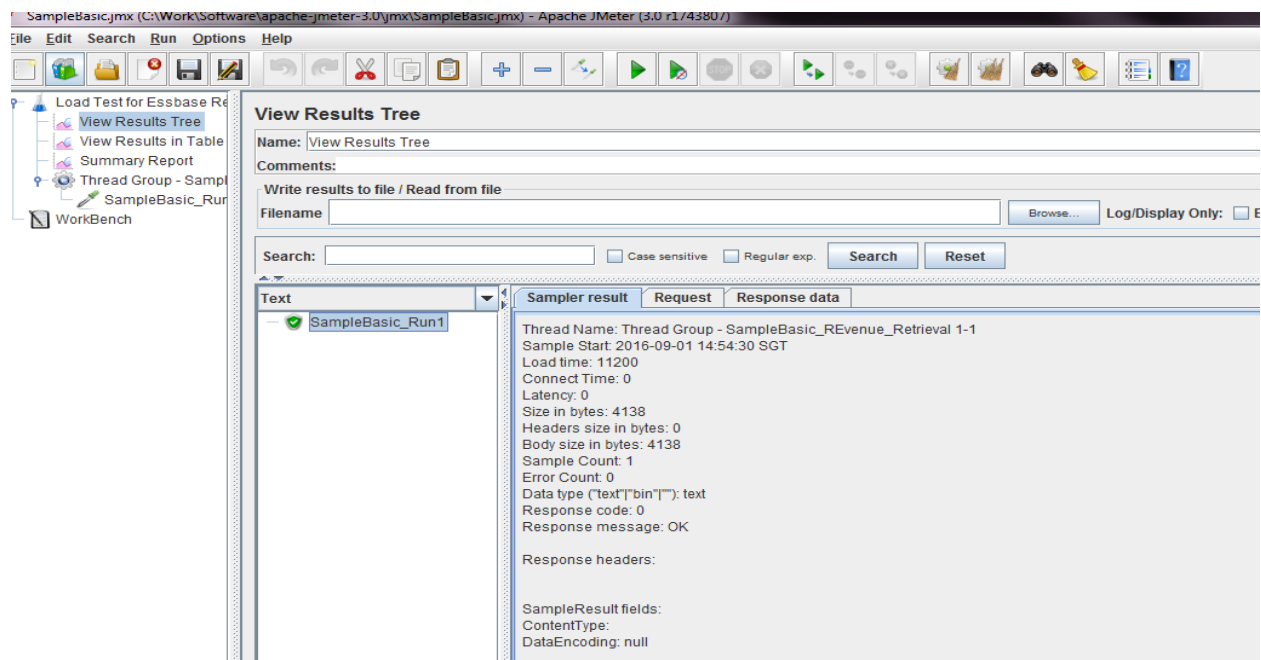 SampleBasic.jmx (C:\Work\Software\apache-jmeter-3.0\jmx\SampleBasic.jmx) - Apache JMeter (3.0 r1743807)
File Edit Search Run Options Help
STOP
Load Test for Essbase Re
View Results Tree
View Results in Table
Summary Report
Thread Group - Sampl
SampleBasic_Run
WorkBench
View Results Tree
Name: View Results Tree
Comments:
Write results to file / Read from file
Filename Browse... Log/Display Only: E
Search: Case sensitive Regular exp. Search Reset
Text
SampleBasic_Run1
Sampler result Request Response data
Thread Name: Thread Group - SampleBasic_REvenue_Retrieval 1-1
Sample Start: 2016-09-01 14:54:30 SGT
Load time: 11200
Connect Time: 0
Latency: 0
Size in bytes: 4138
Headers size in bytes: 0
Body size in bytes: 4138
Sample Count: 1
Error Count: 0
Data type ("text"|"bin"|""): text
Response code: 0
Response message: OK
Response headers:
SampleResult fields:
ContentType:
DataEncoding: null